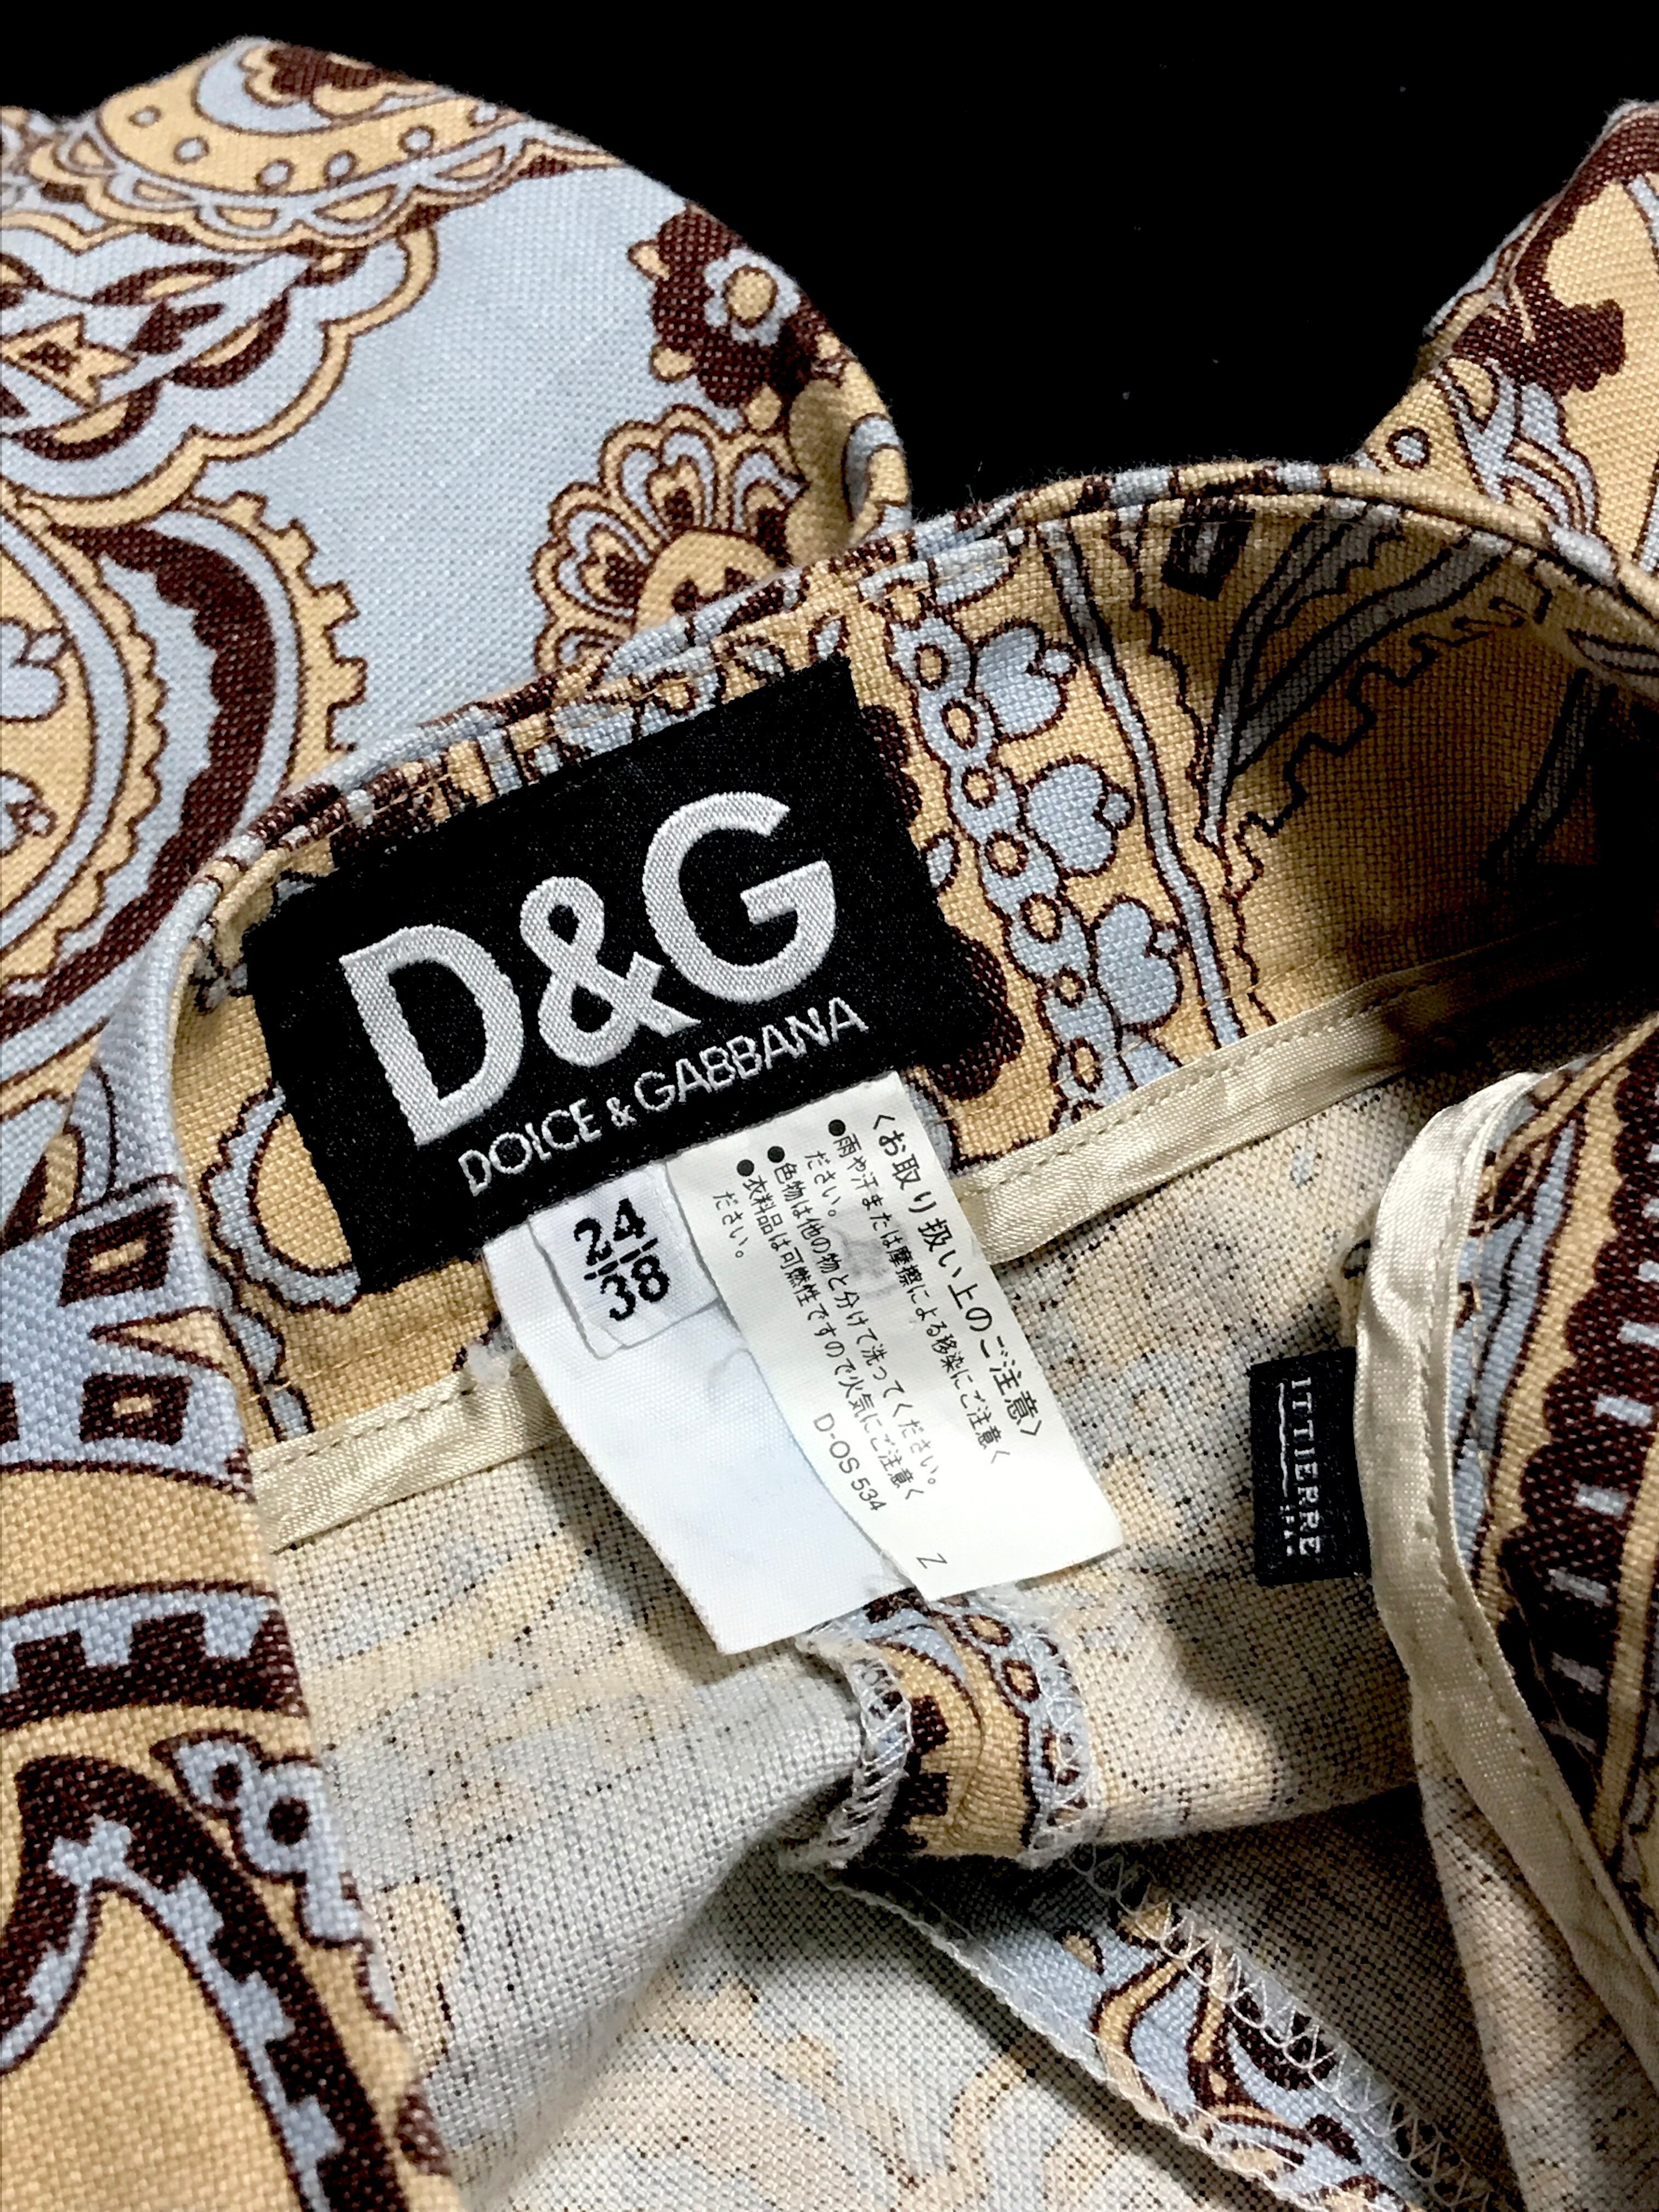 D&G
DOLCE & GABBANA
24
38
〈お取り扱い上のご注意〉
●雨や汗または摩擦による移染にご注意く
ださい。
●色物は他の物と分けて洗ってください。
●衣料品は可燃性ですので火気にご注意く
ださい。
D-OS 534
Z
ITTIERRE